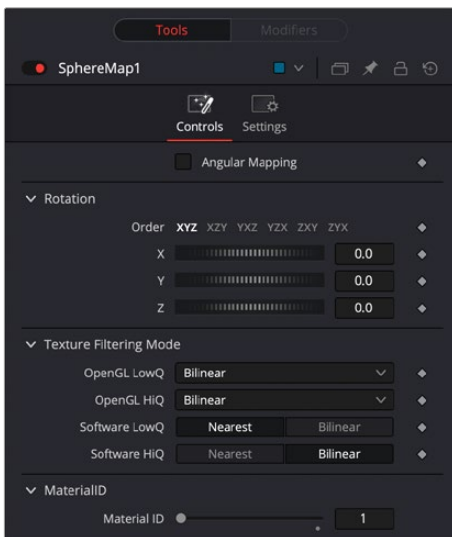 Tools Modifiers
SphereMap1
Controls Settings
Angular Mapping
Rotation
Order XYZ XZY YXZ YZX ZXY ZYX
X 0.0
Y 0.0
Z 0.0
Texture Filtering Mode
OpenGL LowQ Bilinear
OpenGL HiQ Bilinear
Software LowQ Nearest Bilinear
Software HiQ Nearest Bilinear
MaterialID
Material ID 1